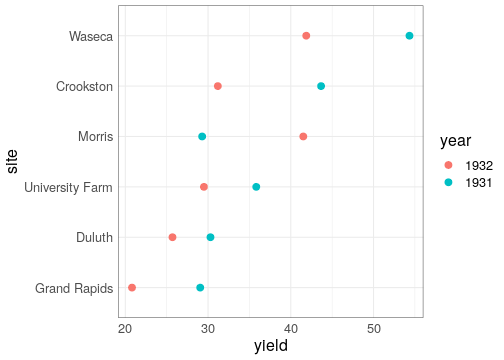 Waseca
Crookston
Morris
University Farm
Duluth
Grand Rapids
site
20 30 40 50
yield
year
1932
1931